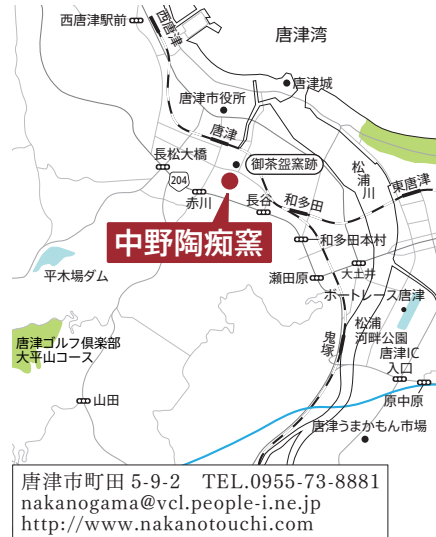 西唐津駅前
西唐津
唐津湾
唐津城
唐津市役所
唐津
長松大橋
御茶盌窯跡
松浦川
204
赤川
長谷
和多田
東唐津
中野陶痴窯
和多田本村
大土井
平木場ダム
瀬田原
ボートレース唐津
鬼塚
松浦
河畔公園
唐津ゴルフ倶楽部
大平山コース
唐津IC
入口
山田
原中原
唐津うまかもん市場
唐津市町田 5-9-2　TEL.0955-73-8881
nakanogama@vcl.people-i.ne.jp
http://www.nakanotouchi.com